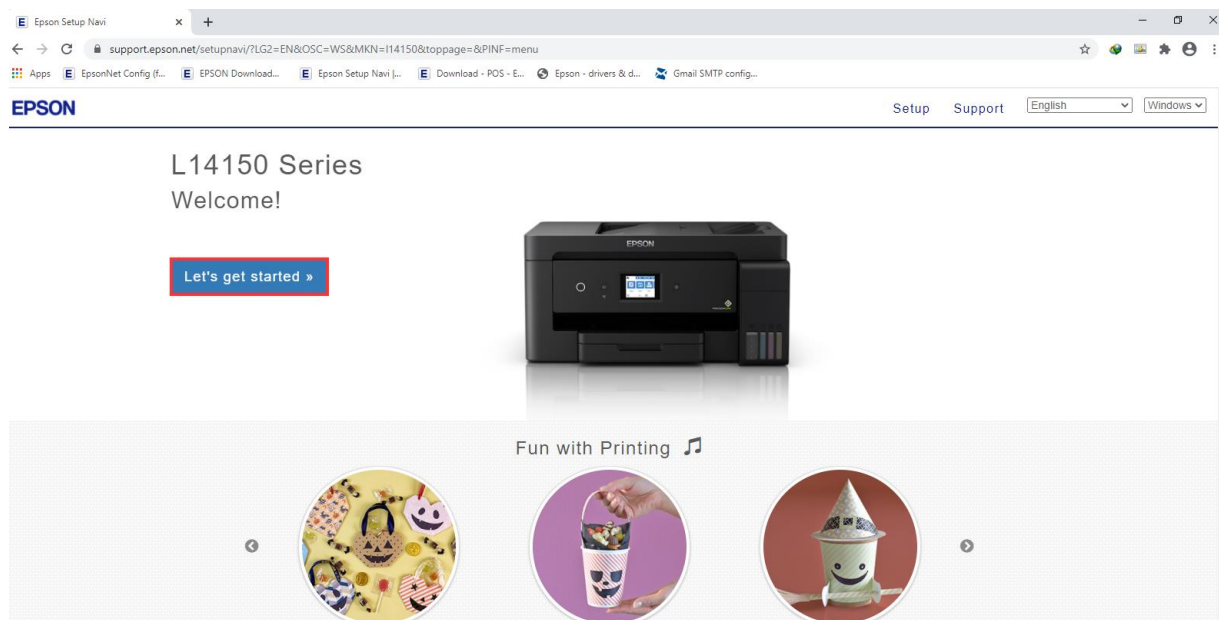 Epson Setup Navi
support.epson.net/setupnavi/?LG2=EN&OSC=WS&MKN=l14150&toppage=&PINF=menu
Apps EpsonNet Config (f... EPSON Download... Epson Setup Navi |... Download - POS - E... Epson - drivers & d... Gmail SMTP config...
EPSON Setup Support English Windows
L14150 Series
Welcome!
Let's get started »
EPSON
Fun with Printing